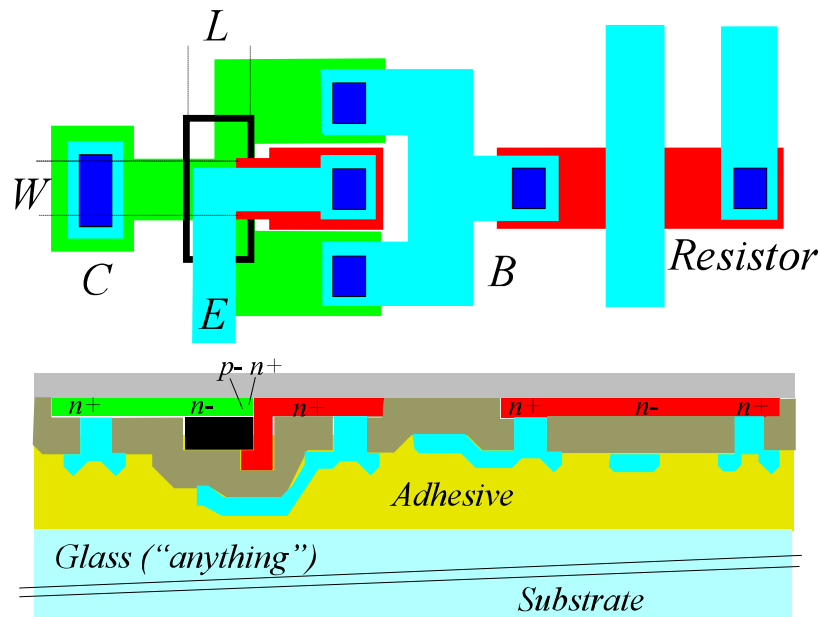 L
W
C
E
B
Resistor
p- n+
n+ n- n+ n+ n- n+
Adhesive
Glass (“anything”)
Substrate